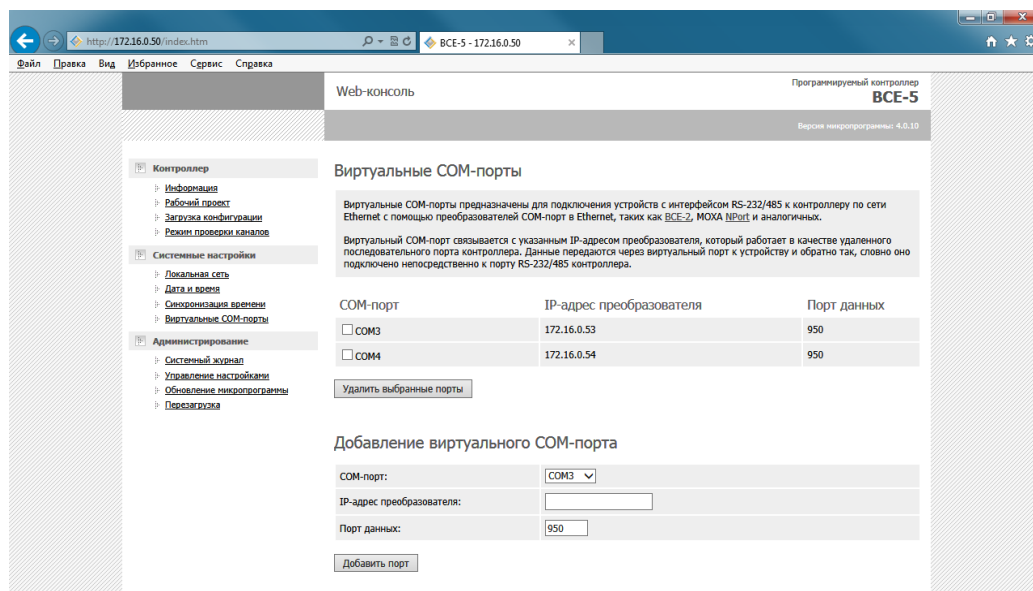 http://172.16.0.50/index.htm
BCE-5 - 172.16.0.50
Файл Правка Вид Избранное Сервис Справка
Web-консоль
Программируемый контроллер
BCE-5
Версия микропрограммы: 4.0.10
Контроллер
Информация
Рабочий проект
Загрузка конфигурации
Режим проверки каналов
Системные настройки
Локальная сеть
Дата и время
Синхронизация времени
Виртуальные COM-порты
Администрирование
Системный журнал
Управление настройками
Обновление микропрограммы
Перезагрузка
Виртуальные COM-порты
Виртуальные COM-порты предназначены для подключения устройств с интерфейсом RS-232/485 к контроллеру по сети
Ethernet с помощью преобразователей COM-порт в Ethernet, таких как BCE-2, MOXA NPort и аналогичных.
Виртуальный COM-порт связывается с указанным IP-адресом преобразователя, который работает в качестве удаленного
последовательного порта контроллера. Данные передаются через виртуальный порт к устройству и обратно так, словно оно
подключено непосредственно к порту RS-232/485 контроллера.
COM-порт IP-адрес преобразователя Порт данных
COM3 172.16.0.53 950
COM4 172.16.0.54 950
Удалить выбранные порты
Добавление виртуального COM-порта
COM-порт: COM3
IP-адрес преобразователя:
Порт данных: 950
Добавить порт